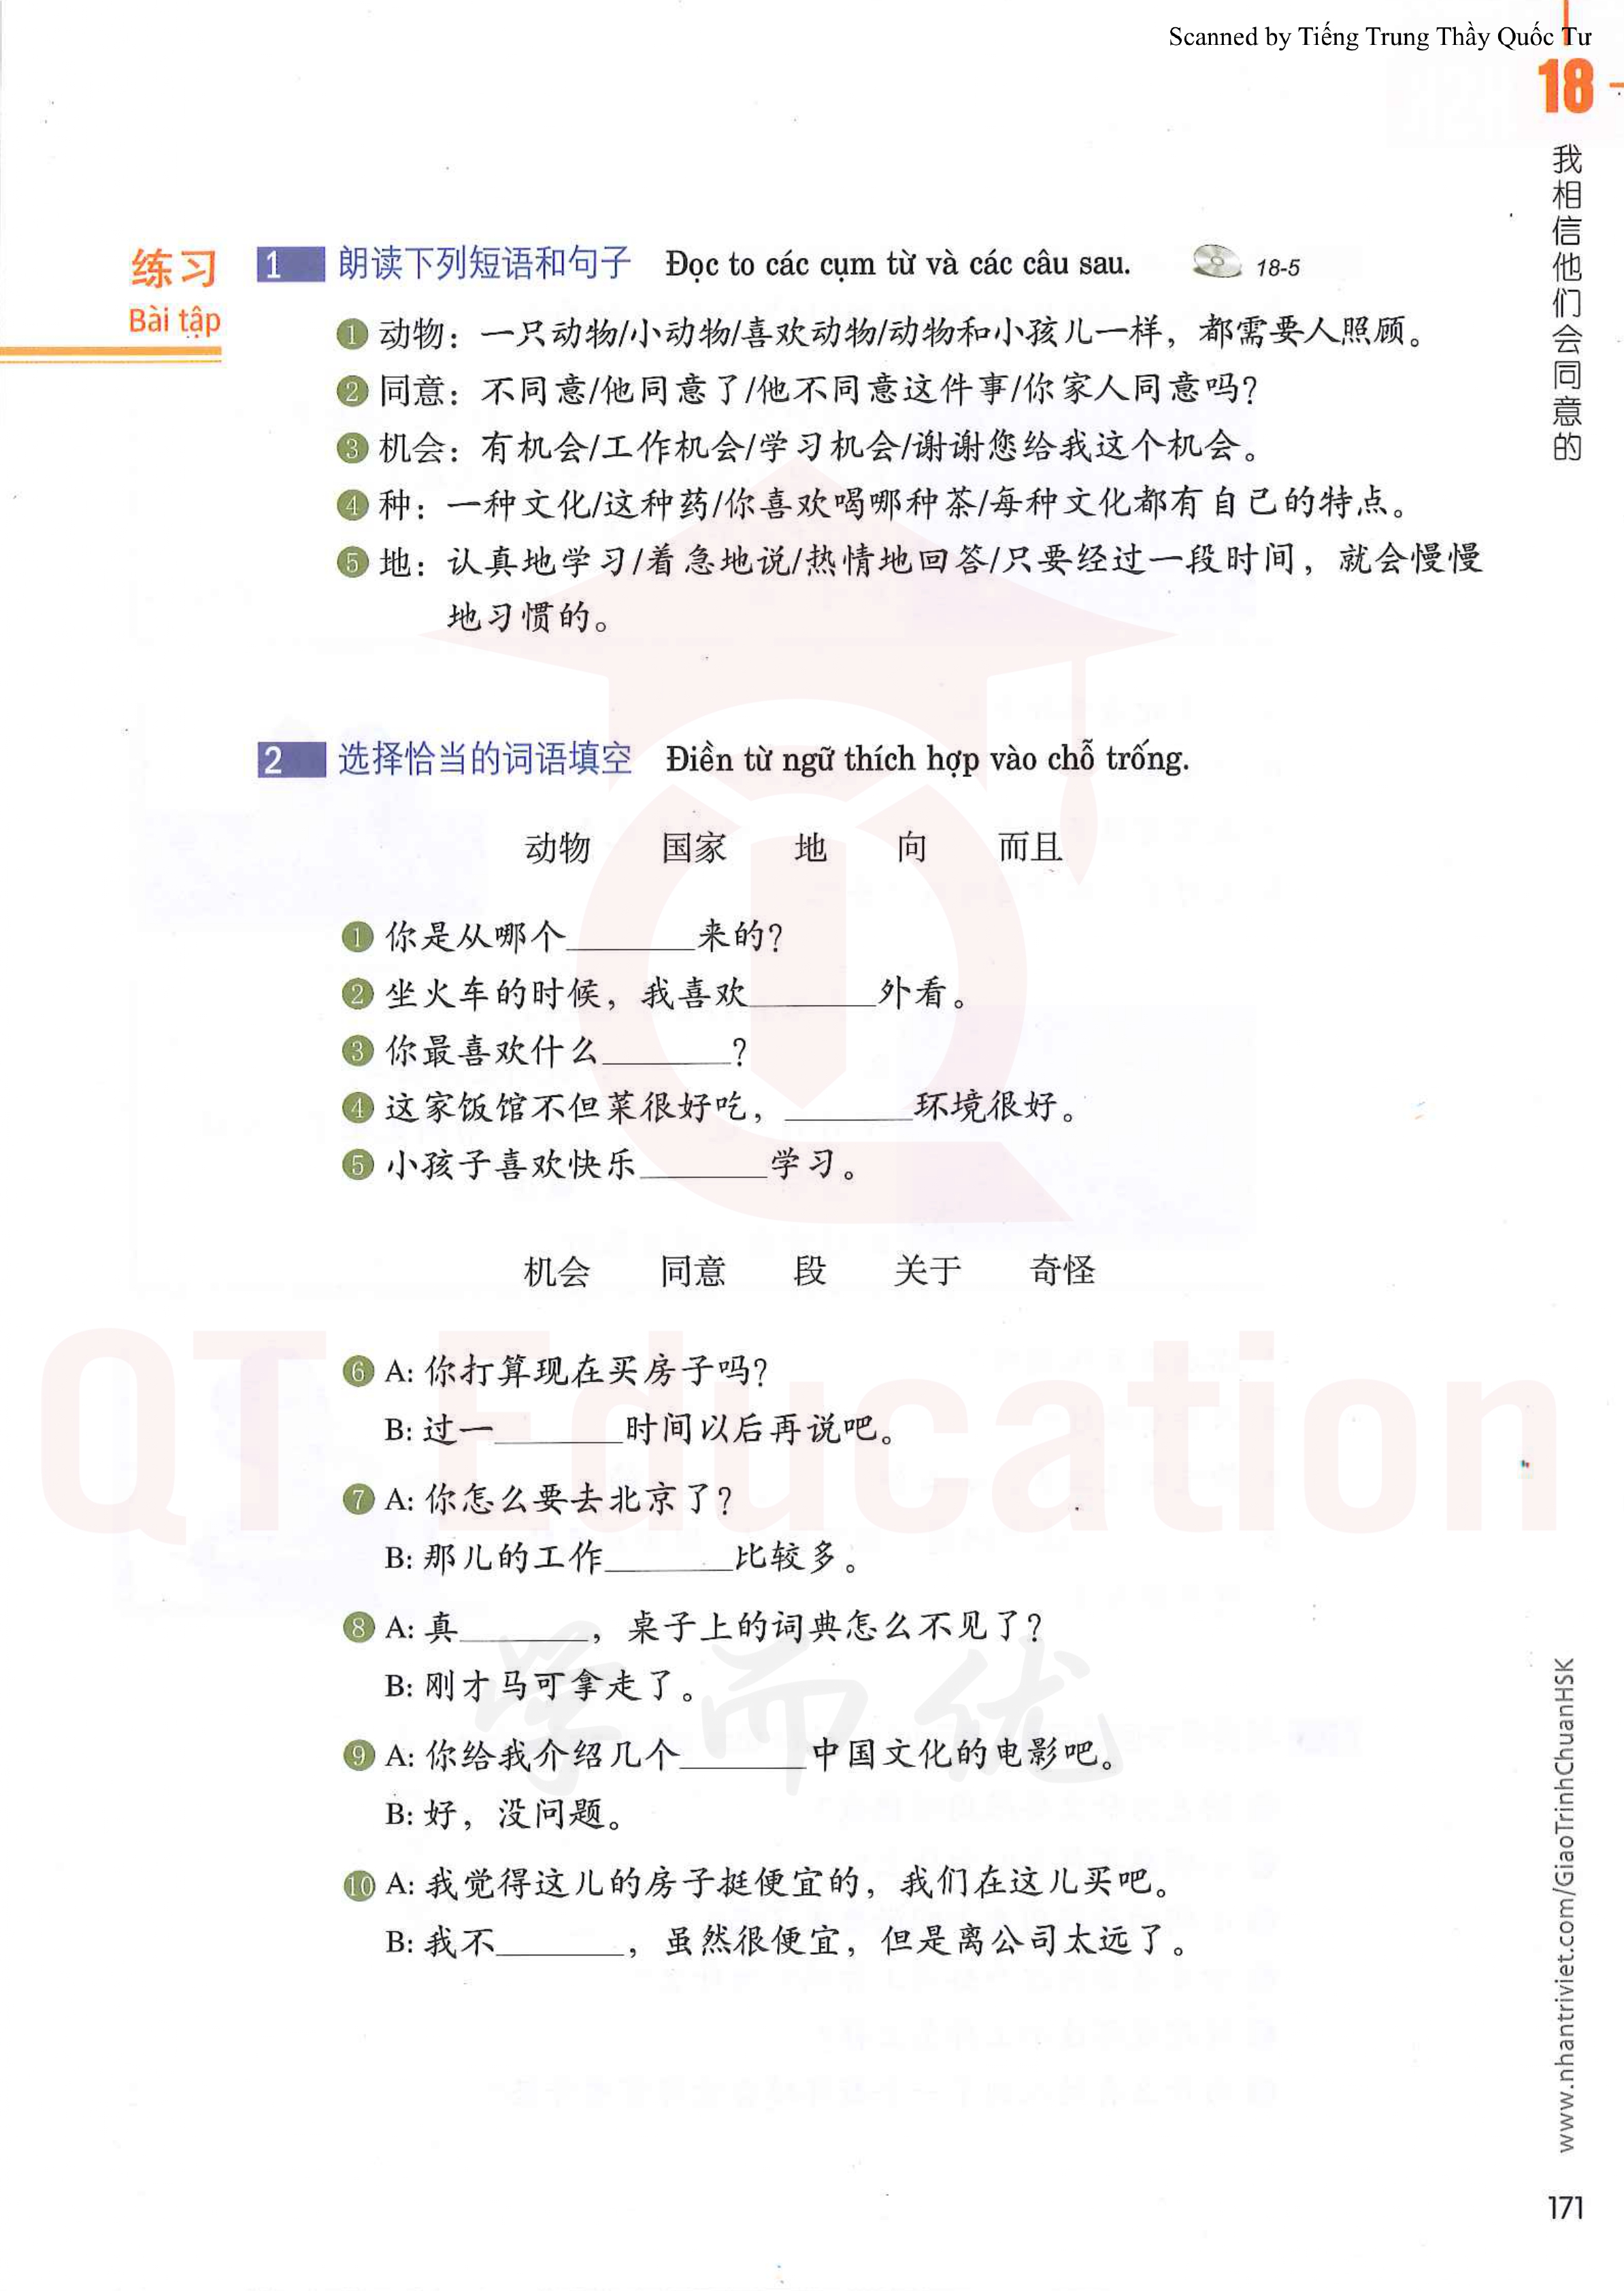 Scanned by Tiếng Trung Thầy Quốc Tư
18
我相信他们会同意的
练习
Bài tập
1 朗读下列短语和句子 Đọc to các cụm từ và các câu sau. 18-5
1 动物：一只动物/小动物/喜欢动物/动物和小孩儿一样，都需要人照顾。
2 同意：不同意/他同意了/他不同意这件事/你家人同意吗？
3 机会：有机会/工作机会/学习机会/谢谢您给我这个机会。
4 种：一种文化/这种药/你喜欢喝哪种茶/每种文化都有自己的特点。
5 地：认真地学习/着急地说/热情地回答/只要经过一段时间，就会慢慢
地习惯的。
2 选择恰当的词语填空 Điền từ ngữ thích hợp vào chỗ trống.
动物 国家 地 向 而且
1 你是从哪个________来的？
2 坐火车的时候，我喜欢________外看。
3 你最喜欢什么________？
4 这家饭馆不但菜很好吃，________环境很好。
5 小孩子喜欢快乐________学习。
机会 同意 段 关于 奇怪
6 A: 你打算现在买房子吗？
B: 过一________时间以后再说吧。
7 A: 你怎么要去北京了？
B: 那儿的工作________比较多。
8 A: 真________，桌子上的词典怎么不见了？
B: 刚才马可拿走了。
9 A: 你给我介绍几个________中国文化的电影吧。
B: 好，没问题。
10 A: 我觉得这儿的房子挺便宜的，我们在这儿买吧。
B: 我不________，虽然很便宜，但是离公司太远了。
QT Education
学而优
www.nhantriviet.com/GiaoTrinhChuanHSK
171